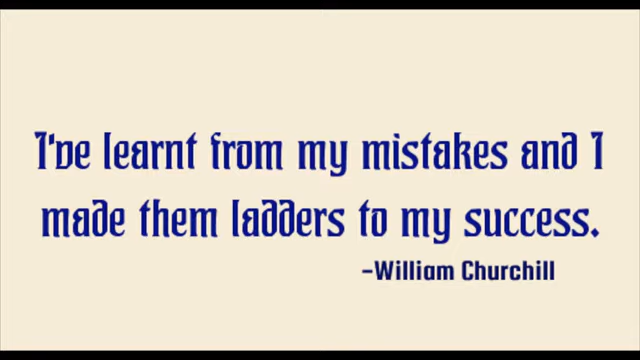 I've learnt from my mistakes and I
made them ladders to my success.
-William Churchill